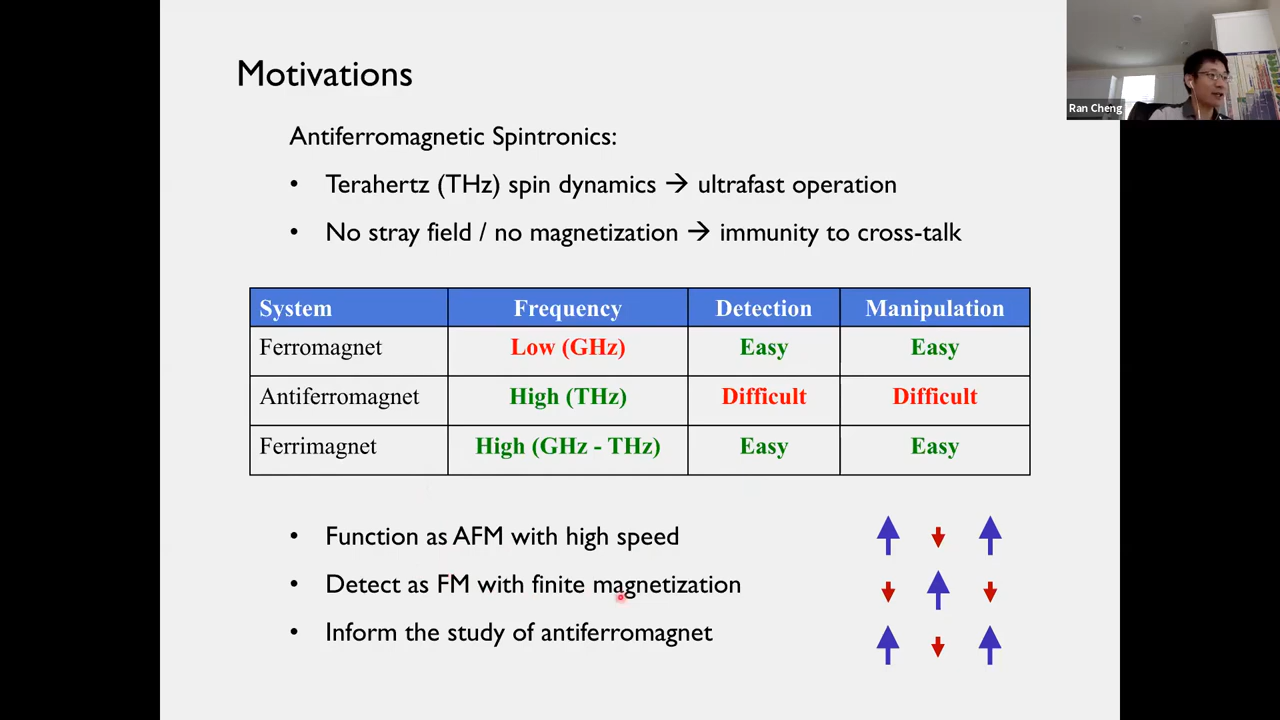 Motivations
Ran Cheng
Antiferromagnetic Spintronics:
• Terahertz (THz) spin dynamics → ultrafast operation
• No stray field / no magnetization → immunity to cross-talk
System Frequency Detection Manipulation
Ferromagnet Low (GHz) Easy Easy
Antiferromagnet High (THz) Difficult Difficult
Ferrimagnet High (GHz - THz) Easy Easy
• Function as AFM with high speed
• Detect as FM with finite magnetization
• Inform the study of antiferromagnet